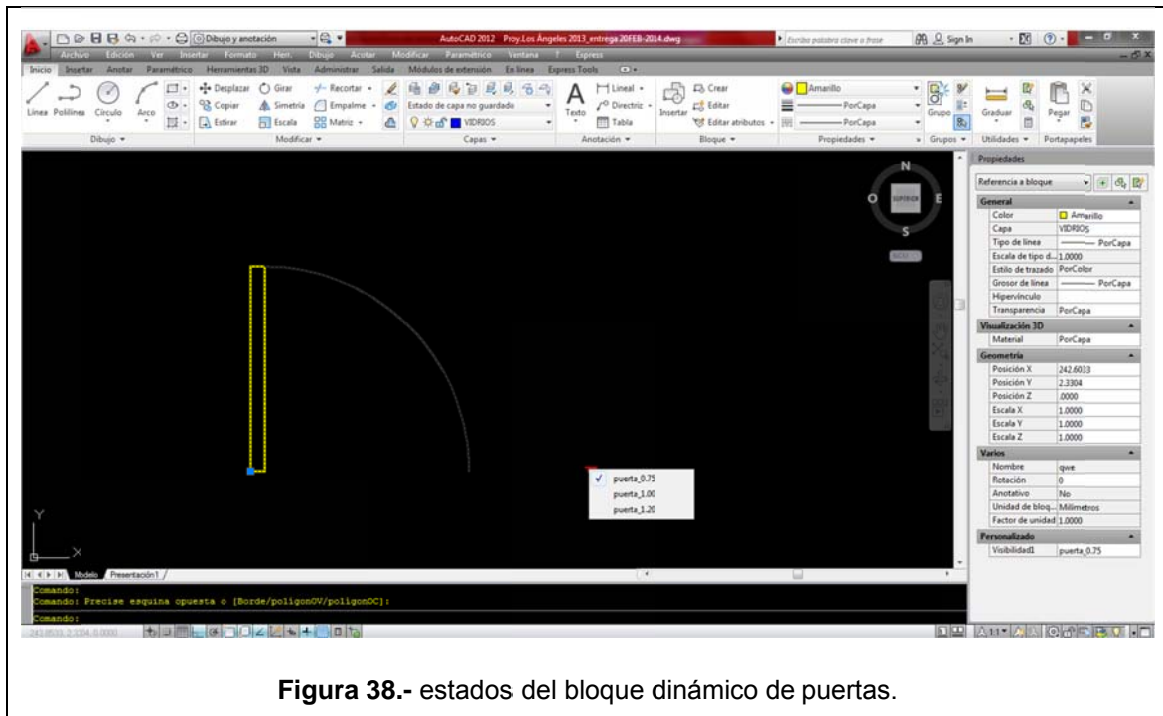 Dibujo y anotación
AutoCAD 2012 Proy.Los Ángeles 2013_entrega 20FEB-2014.dwg
Escriba palabra clave o frase
Sign In
Archivo Edición Ver Insertar Formato Herr. Dibujo Acotar Modificar Paramétrico Ventana ? Express
Inicio Insertar Anotar Paramétrico Herramientas 3D Vista Administrar Salida Módulos de extensión En línea Express Tools
Línea Polilínea Círculo Arco
Desplazar Girar Recortar
Copiar Simetría Empalme
Estirar Escala Matriz
Estado de capa no guardado
VIDRIOS
Texto
Lineal
Directriz
Tabla
Insertar
Crear
Editar
Editar atributos
Amarillo
PorCapa
PorCapa
Grupo
Graduar
Pegar
Dibujo Modificar Capas Anotación Bloque Propiedades Grupos Utilidades Portapapeles
N
O SUPERIOR E
S
puerta_0.75
puerta_1.00
puerta_1.20
Y
X
Propiedades
Referencia a bloque
General
Color Amarillo
Capa VIDRIOS
Tipo de línea PorCapa
Escala de tipo d... 1.0000
Estilo de trazado PorColor
Grosor de línea PorCapa
Hipervínculo
Transparencia PorCapa
Visualización 3D
Material PorCapa
Geometría
Posición X 242.6033
Posición Y 2.3304
Posición Z .0000
Escala X 1.0000
Escala Y 1.0000
Escala Z 1.0000
Varios
Nombre qwe
Rotación 0
Anotativo No
Unidad de bloq... Milímetros
Factor de unidad 1.0000
Personalizado
Visibilidad1 puerta_0.75
Modelo Presentación1
Comando:
Comando: Precise esquina opuesta o [Borde/polígonOV/polígonOC]:
Comando:
1:1
Figura 38.- estados del bloque dinámico de puertas.